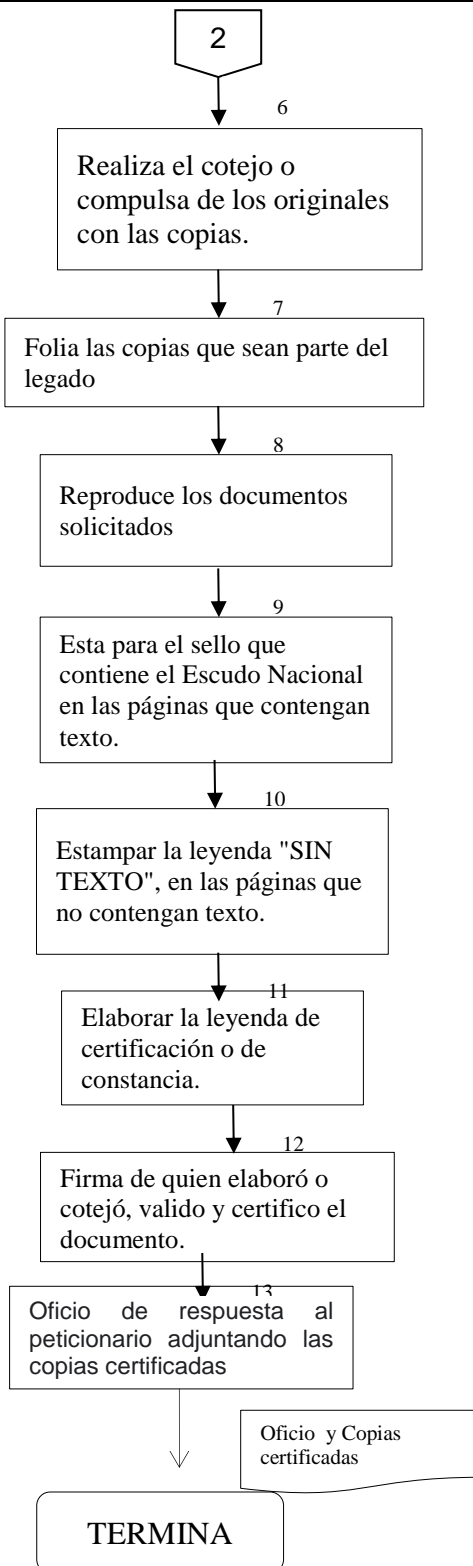 2
6
Realiza el cotejo o
compulsa de los originales
con las copias.
7
Folia las copias que sean parte del
legado
8
Reproduce los documentos
solicitados
9
Esta para el sello que
contiene el Escudo Nacional
en las páginas que contengan
texto.
10
Estampar la leyenda "SIN
TEXTO", en las páginas que
no contengan texto.
11
Elaborar la leyenda de
certificación o de
constancia.
12
Firma de quien elaboró o
cotejó, valido y certifico el
documento.
13
Oficio de respuesta al
peticionario adjuntando las
copias certificadas
Oficio y Copias
certificadas
TERMINA